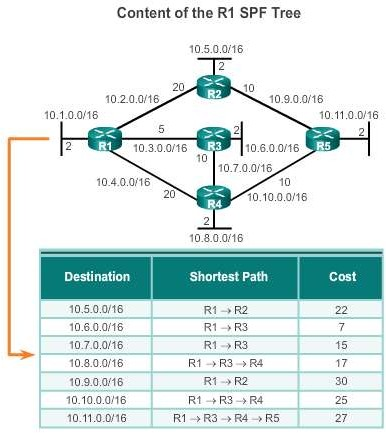 Content of the R1 SPF Tree
10.5.0.0/16
2
R2
20
10
10.2.0.0/16
10.9.0.0/16
10.1.0.0/16
10.11.0.0/16
2
R1
5
10.3.0.0/16
R3
2
10.6.0.0/16
R5
2
10
10.7.0.0/16
10.4.0.0/16
20
10
10.10.0.0/16
R4
2
10.8.0.0/16
Destination Shortest Path Cost
10.5.0.0/16 R1 → R2 22
10.6.0.0/16 R1 → R3 7
10.7.0.0/16 R1 → R3 15
10.8.0.0/16 R1 → R3 → R4 17
10.9.0.0/16 R1 → R2 30
10.10.0.0/16 R1 → R3 → R4 25
10.11.0.0/16 R1 → R3 → R4 → R5 27